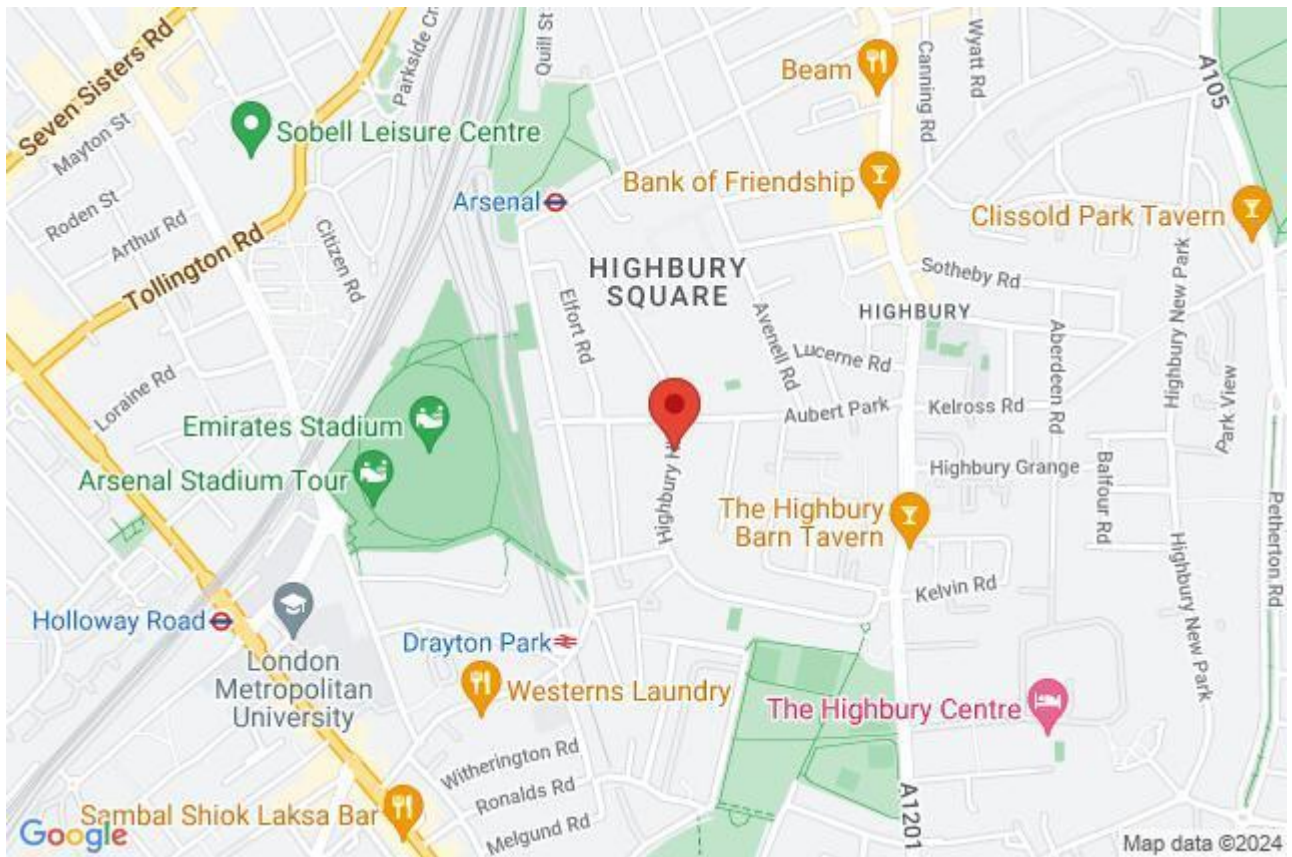 Seven Sisters Rd
Parkside Cr
Quill St
Beam
Canning Rd
Wyatt Rd
A105
Mayton St
Sobell Leisure Centre
Roden St
Arthur Rd
Tollington Rd
Citizen Rd
Arsenal
Bank of Friendship
Clissold Park Tavern
HIGHBURY
SQUARE
Elfort Rd
Avenell Rd
Sotheby Rd
HIGHBURY
Highbury New Park
Lucerne Rd
Aberdeen Rd
Park View
Loraine Rd
Aubert Park
Kelross Rd
Emirates Stadium
Arsenal Stadium Tour
Highbury Hi
Highbury Grange
Balfour Rd
Petherton Rd
The Highbury
Barn Tavern
Highbury New Park
Kelvin Rd
Holloway Road
London
Metropolitan
University
Drayton Park
Westerns Laundry
The Highbury Centre
Witherington Rd
Ronalds Rd
Melgund Rd
Sambal Shiok Laksa Bar
A1201
Google
Map data ©2024